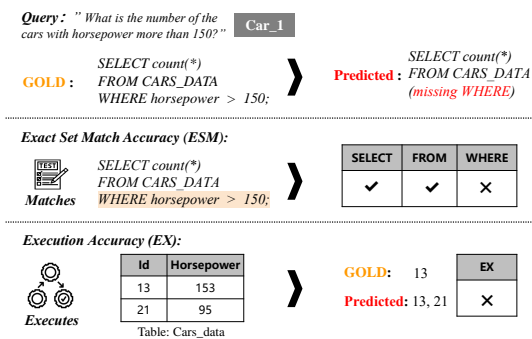 Query: " What is the number of the
cars with horsepower more than 150?"
Car_1
GOLD :
SELECT count(*)
FROM CARS_DATA
WHERE horsepower > 150;
Predicted :
SELECT count(*)
FROM CARS_DATA
(missing WHERE)
Exact Set Match Accuracy (ESM):
TEST
Matches
SELECT count(*)
FROM CARS_DATA
WHERE horsepower > 150;
SELECT FROM WHERE
✔ ✔ ✕
Execution Accuracy (EX):
Executes
Id Horsepower
13 153
21 95
Table: Cars_data
GOLD: 13
Predicted: 13, 21
EX
✕